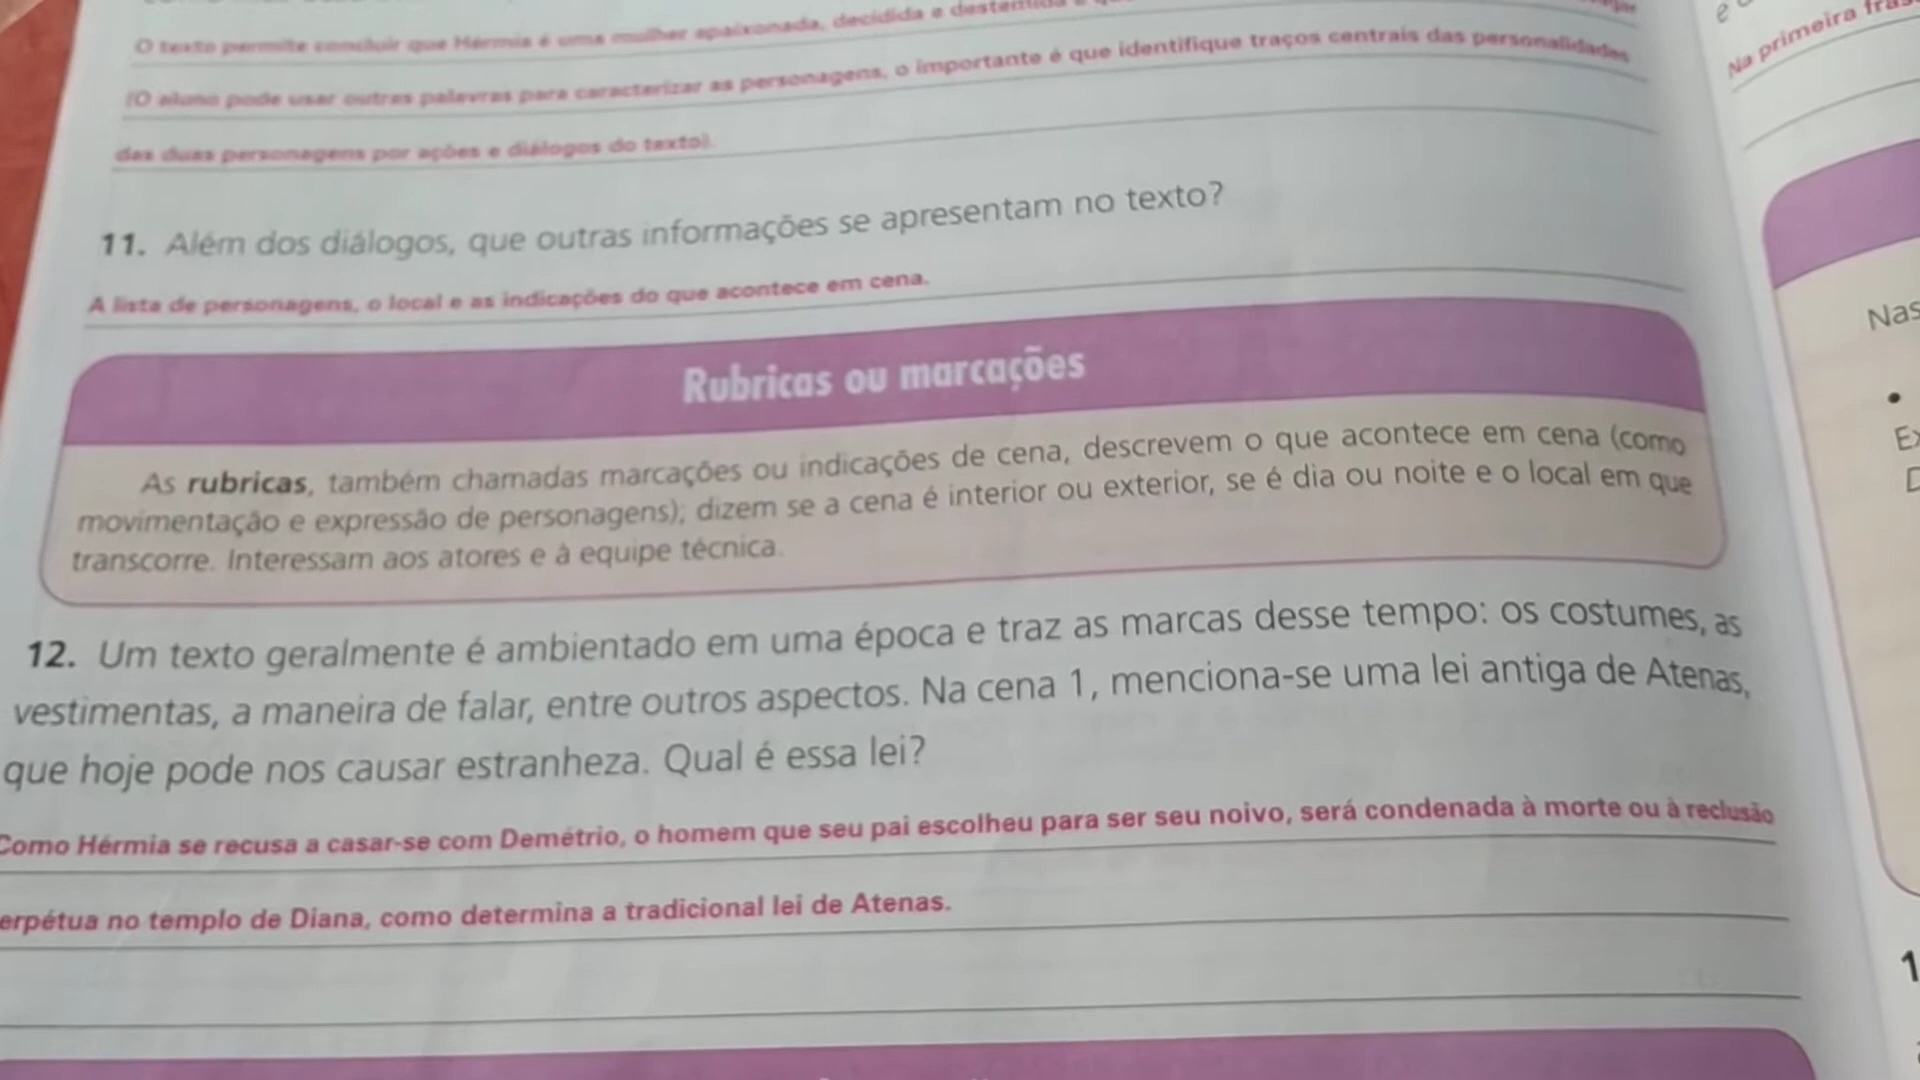 O texto permite concluir que Hérmia é uma mulher apaixonada, decidida e destemida
(O aluno pode usar outras palavras para caracterizar as personagens, o importante é que identifique traços centrais das personalidades
das duas personagens por ações e diálogos do texto).
11. Além dos diálogos, que outras informações se apresentam no texto?
A lista de personagens, o local e as indicações do que acontece em cena.
Rubricas ou marcações
As rubricas, também chamadas marcações ou indicações de cena, descrevem o que acontece em cena (como
movimentação e expressão de personagens); dizem se a cena é interior ou exterior, se é dia ou noite e o local em que
transcorre. Interessam aos atores e à equipe técnica.
12. Um texto geralmente é ambientado em uma época e traz as marcas desse tempo: os costumes, as
vestimentas, a maneira de falar, entre outros aspectos. Na cena 1, menciona-se uma lei antiga de Atenas,
que hoje pode nos causar estranheza. Qual é essa lei?
Como Hérmia se recusa a casar-se com Demétrio, o homem que seu pai escolheu para ser seu noivo, será condenada à morte ou à reclusão
erpétua no templo de Diana, como determina a tradicional lei de Atenas.
e
Na primeira
Nas
•
1